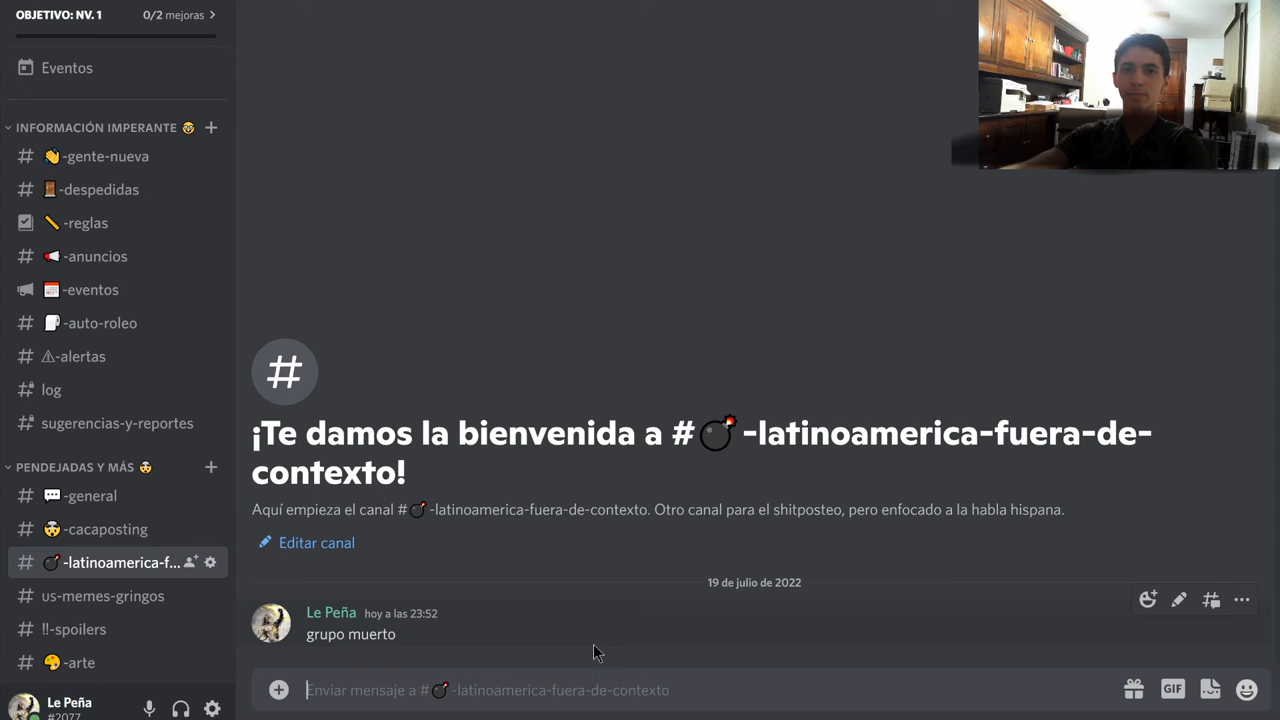 OBJETIVO: NV. 1 0/2 mejoras
Eventos
INFORMACIÓN IMPERANTE
-gente-nueva
-despedidas
-reglas
-anuncios
-eventos
-auto-roleo
-alertas
log
sugerencias-y-reportes
PENDEJADAS Y MÁS
-general
-cacaposting
-latinoamerica-f...
us-memes-gringos
!!-spoilers
-arte
Le Peña
#2077
#
¡Te damos la bienvenida a #💣-latinoamerica-fuera-de-
contexto!
Aquí empieza el canal #💣-latinoamerica-fuera-de-contexto. Otro canal para el shitposteo, pero enfocado a la habla hispana.
Editar canal
19 de julio de 2022
Le Peña hoy a las 23:52
grupo muerto
Enviar mensaje a #💣-latinoamerica-fuera-de-contexto
GIF